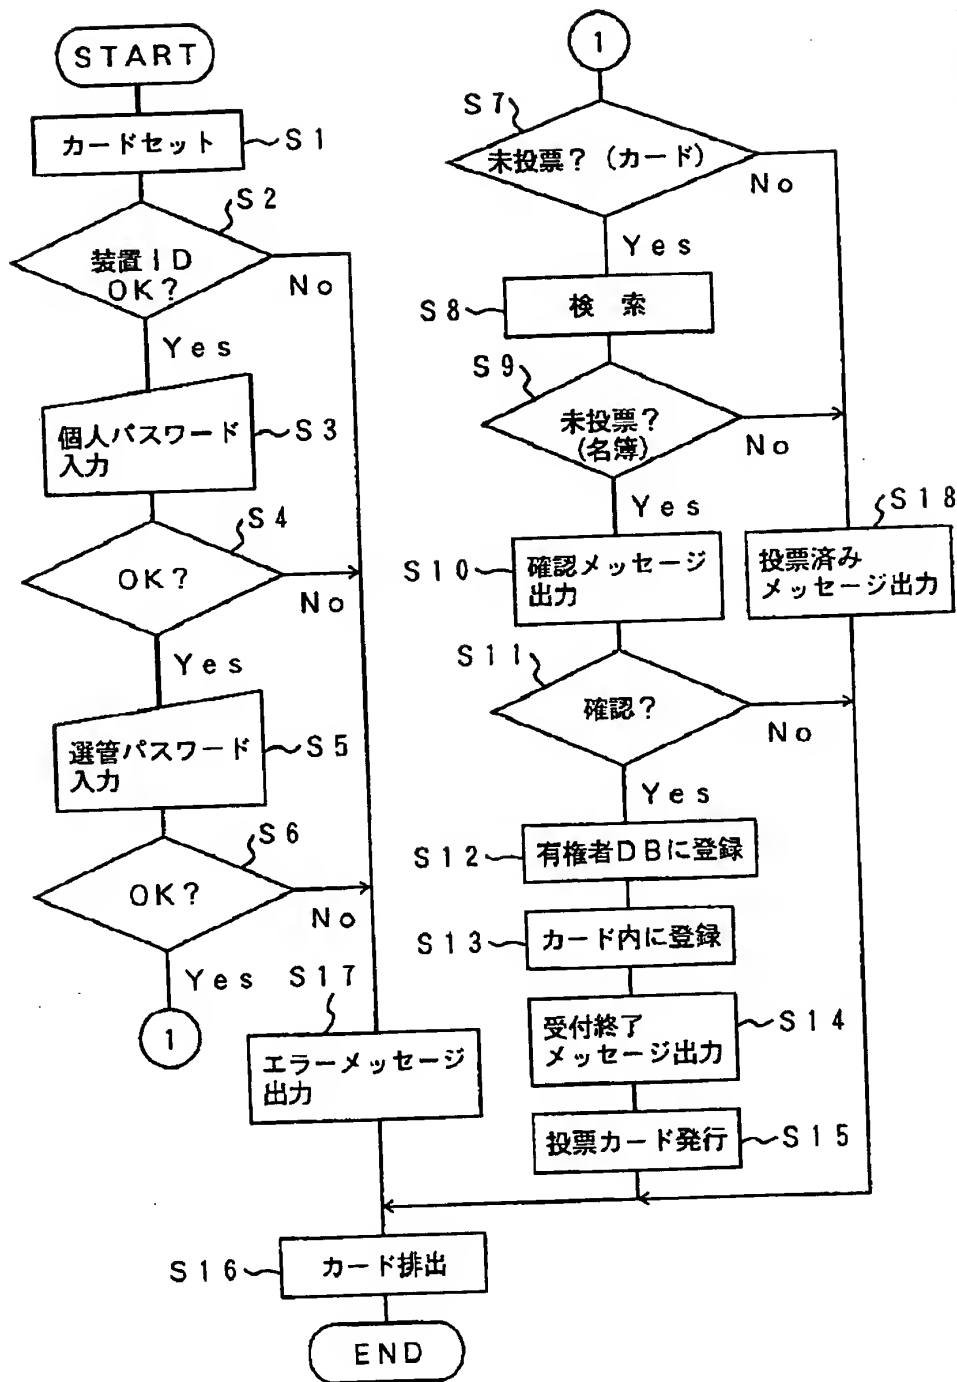 START
カードセット
S1
S2
装置ID
OK?
No
Yes
個人パスワード
入力
S3
S4
OK?
No
Yes
選管パスワード
入力
S5
S6
OK?
No
Yes
1
S17
エラーメッセージ
出力
1
S7
未投票?(カード)
No
Yes
S8
検 索
S9
未投票?
(名簿)
No
Yes
S10
確認メッセージ
出力
S18
投票済み
メッセージ出力
S11
確認?
No
Yes
S12
有権者DBに登録
S13
カード内に登録
受付終了
メッセージ出力
S14
投票カード発行
S15
S16
カード排出
END